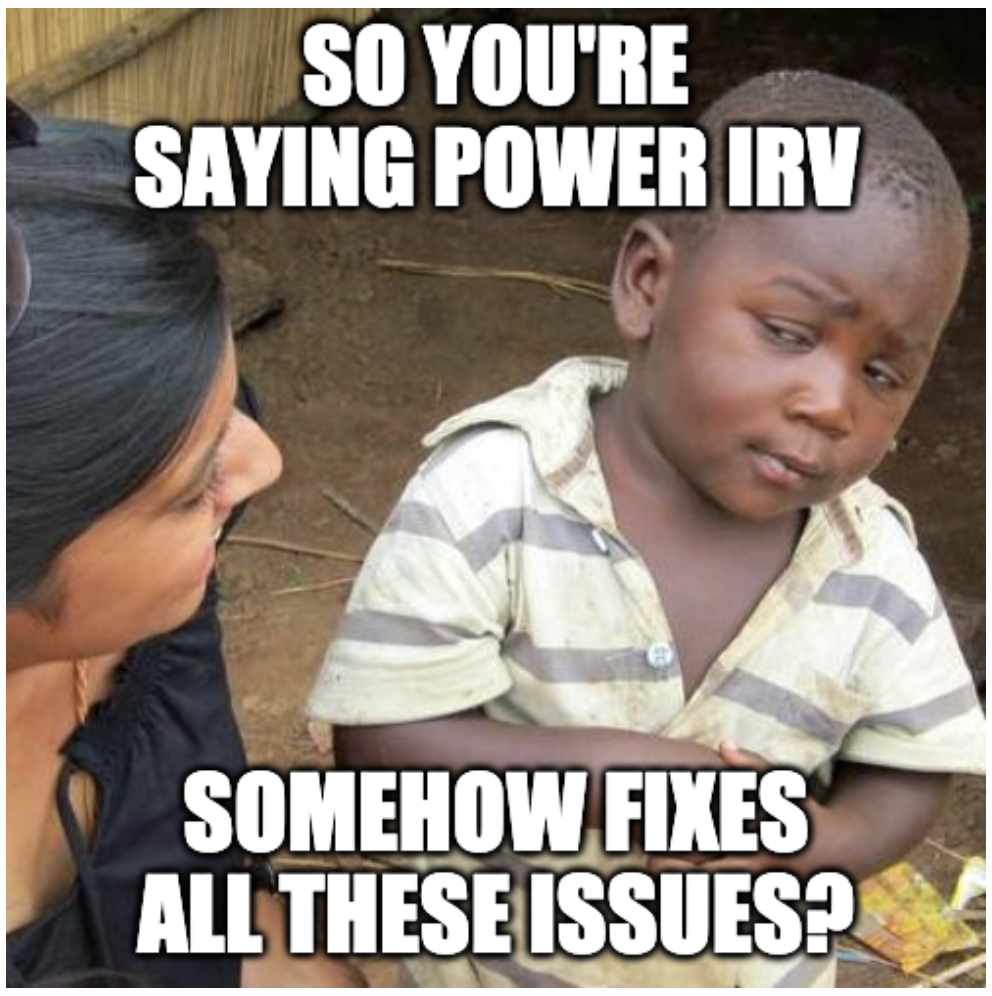 SO YOU'RE
SAYING POWER IRV
SOMEHOW FIXES
ALL THESE ISSUES?